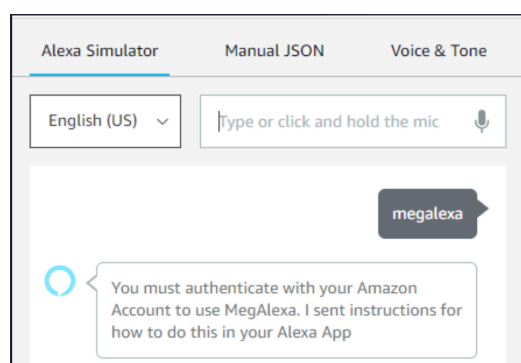 Alexa Simulator Manual JSON Voice & Tone
English (US) Type or click and hold the mic
megalexa
You must authenticate with your Amazon
Account to use MegAlexa. I sent instructions for
how to do this in your Alexa App